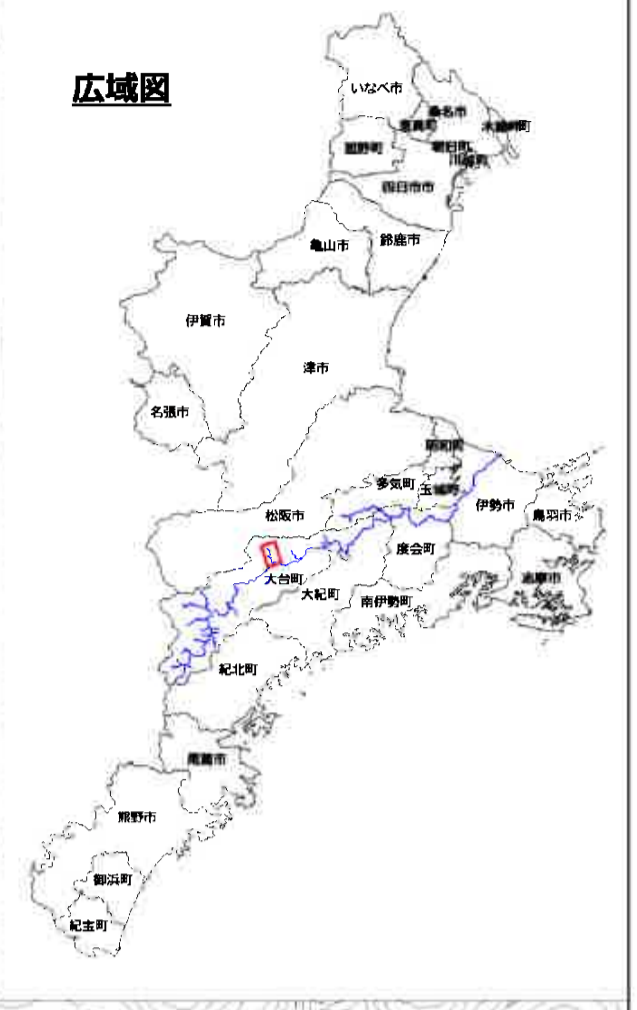 広域図
いなべ市
桑名市
東員町
木曽岬町
菰野町
朝日町
川越町
四日市市
亀山市
鈴鹿市
伊賀市
津市
名張市
明和町
多気町
玉城町
伊勢市
鳥羽市
松阪市
度会町
志摩市
大台町
大紀町
南伊勢町
紀北町
尾鷲市
熊野市
御浜町
紀宝町